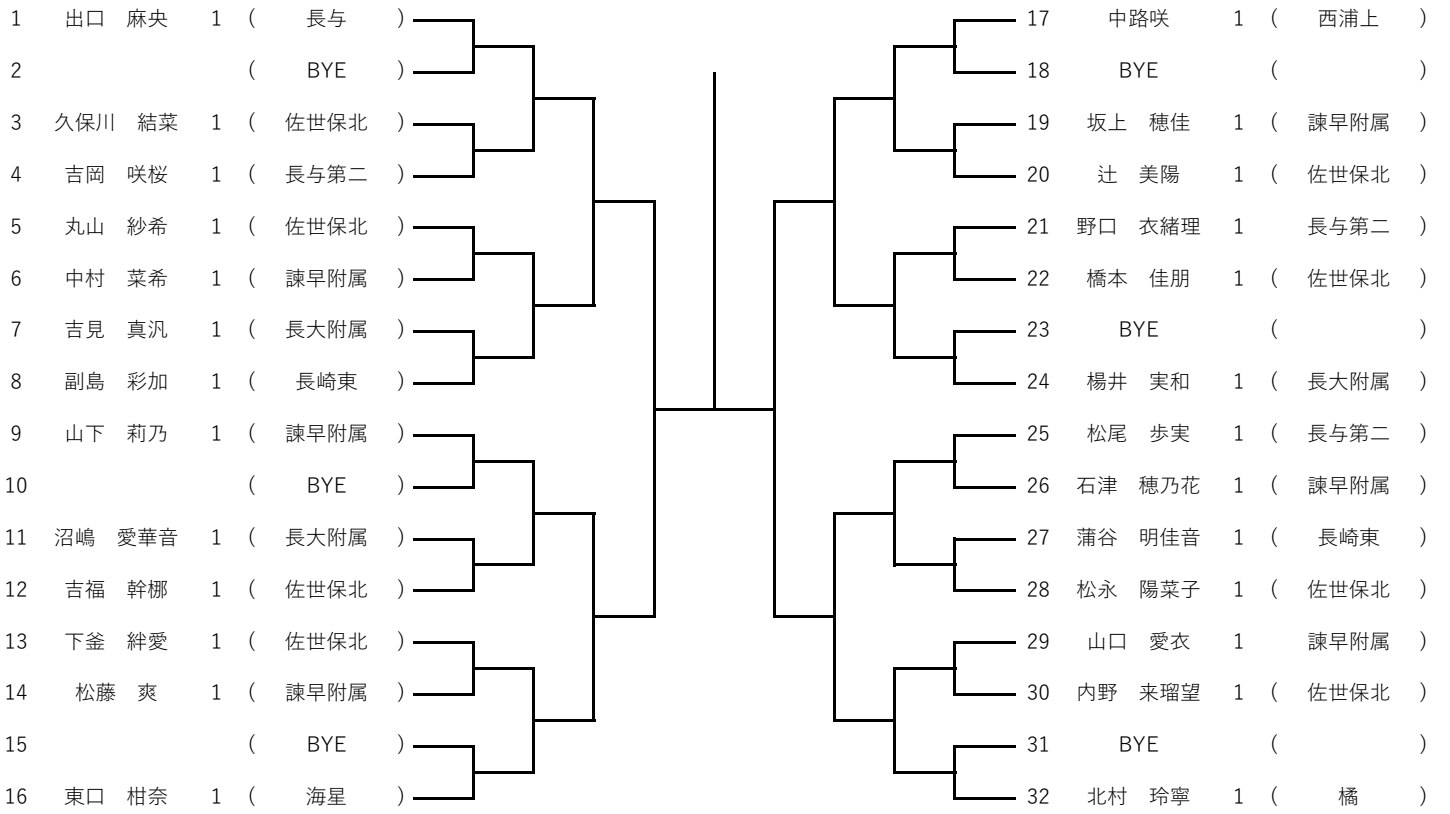 1 出口　麻央 1 ( 長与 )
2 ( BYE )
3 久保川　結菜 1 ( 佐世保北 )
4 吉岡　咲桜 1 ( 長与第二 )
5 丸山　紗希 1 ( 佐世保北 )
6 中村　菜希 1 ( 諫早附属 )
7 吉見　真汎 1 ( 長大附属 )
8 副島　彩加 1 ( 長崎東 )
9 山下　莉乃 1 ( 諫早附属 )
10 ( BYE )
11 沼嶋　愛華音 1 ( 長大附属 )
12 吉福　幹梛 1 ( 佐世保北 )
13 下釜　絆愛 1 ( 佐世保北 )
14 松藤　爽 1 ( 諫早附属 )
15 ( BYE )
16 東口　柑奈 1 ( 海星 )
17 中路咲 1 ( 西浦上 )
18 BYE ( )
19 坂上　穂佳 1 ( 諫早附属 )
20 辻　美陽 1 ( 佐世保北 )
21 野口　衣緒理 1 長与第二 )
22 橋本　佳朋 1 ( 佐世保北 )
23 BYE ( )
24 楊井　実和 1 ( 長大附属 )
25 松尾　歩実 1 ( 長与第二 )
26 石津　穂乃花 1 ( 諫早附属 )
27 蒲谷　明佳音 1 ( 長崎東 )
28 松永　陽菜子 1 ( 佐世保北 )
29 山口　愛衣 1 諫早附属 )
30 内野　来瑠望 1 ( 佐世保北 )
31 BYE ( )
32 北村　玲寧 1 ( 橘 )